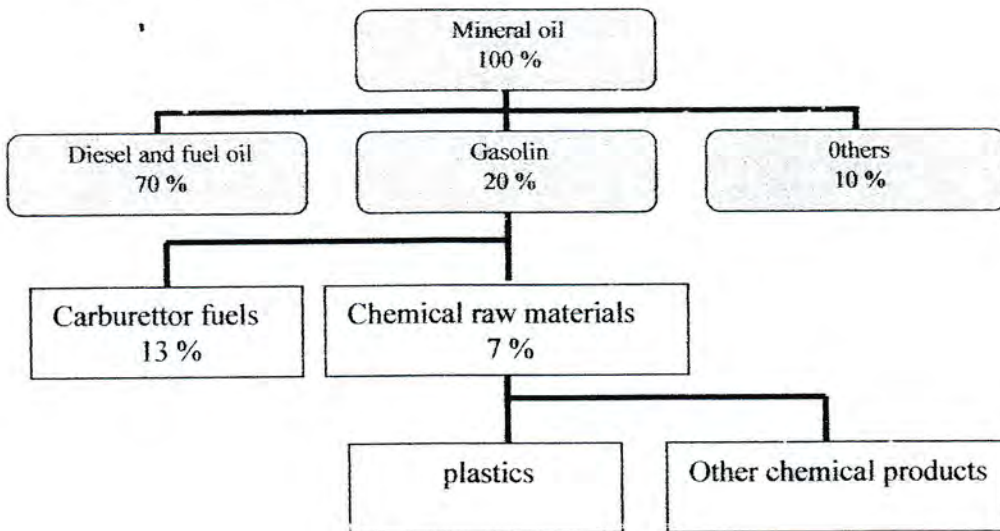 Mineral oil
100 %
Diesel and fuel oil
70 %
Gasolin
20 %
0thers
10 %
Carburettor fuels
13 %
Chemical raw materials
7 %
plastics
Other chemical products